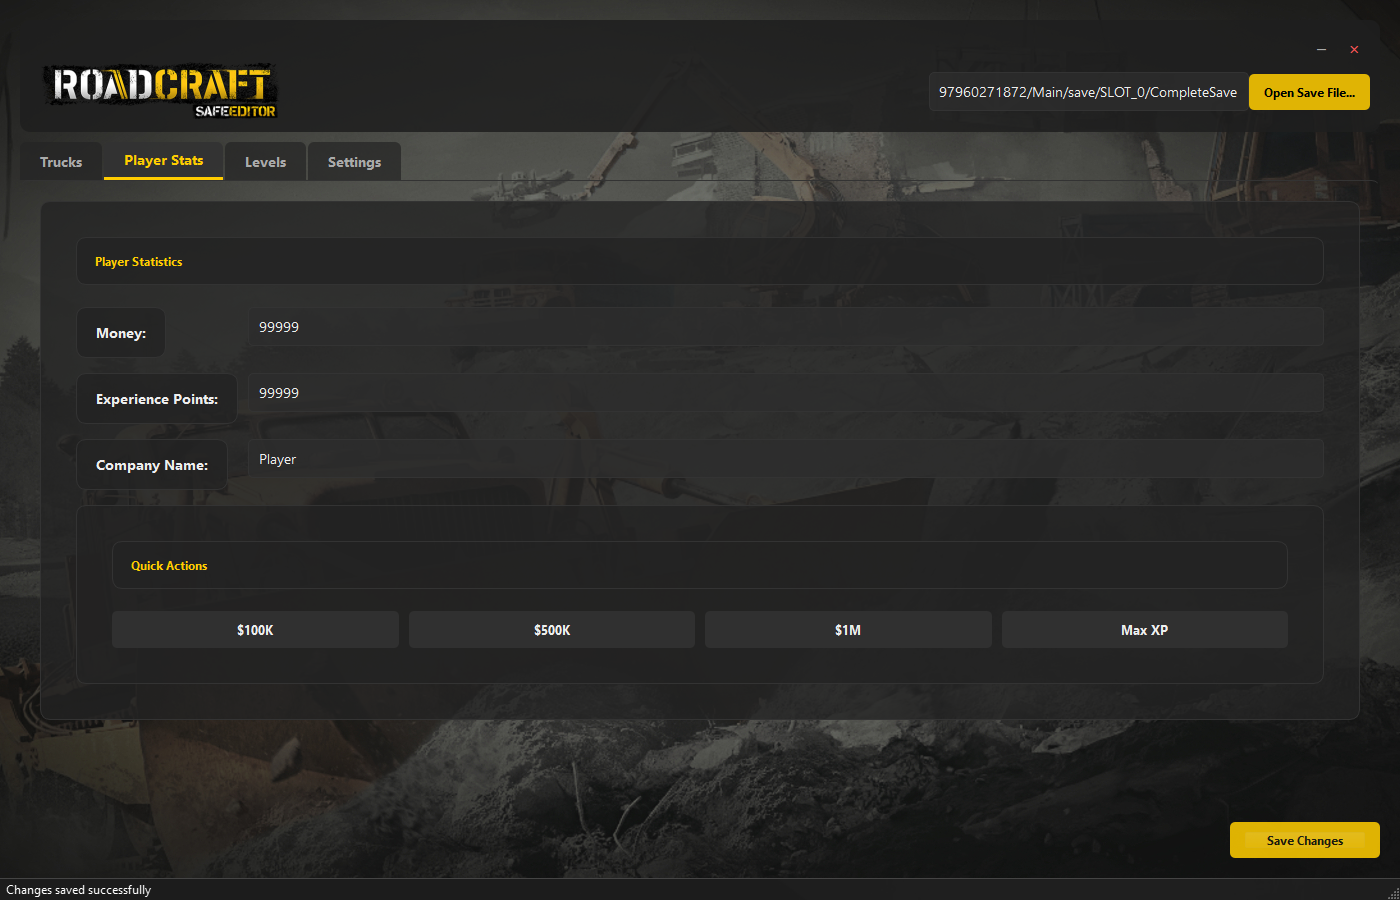 ROADCRAFT
SAFEEDITOR
97960271872/Main/save/SLOT_0/CompleteSave
Open Save File...
Trucks
Player Stats
Levels
Settings
Player Statistics
Money:
99999
Experience Points:
99999
Company Name:
Player
Quick Actions
$100K
$500K
$1M
Max XP
Save Changes
Changes saved successfully